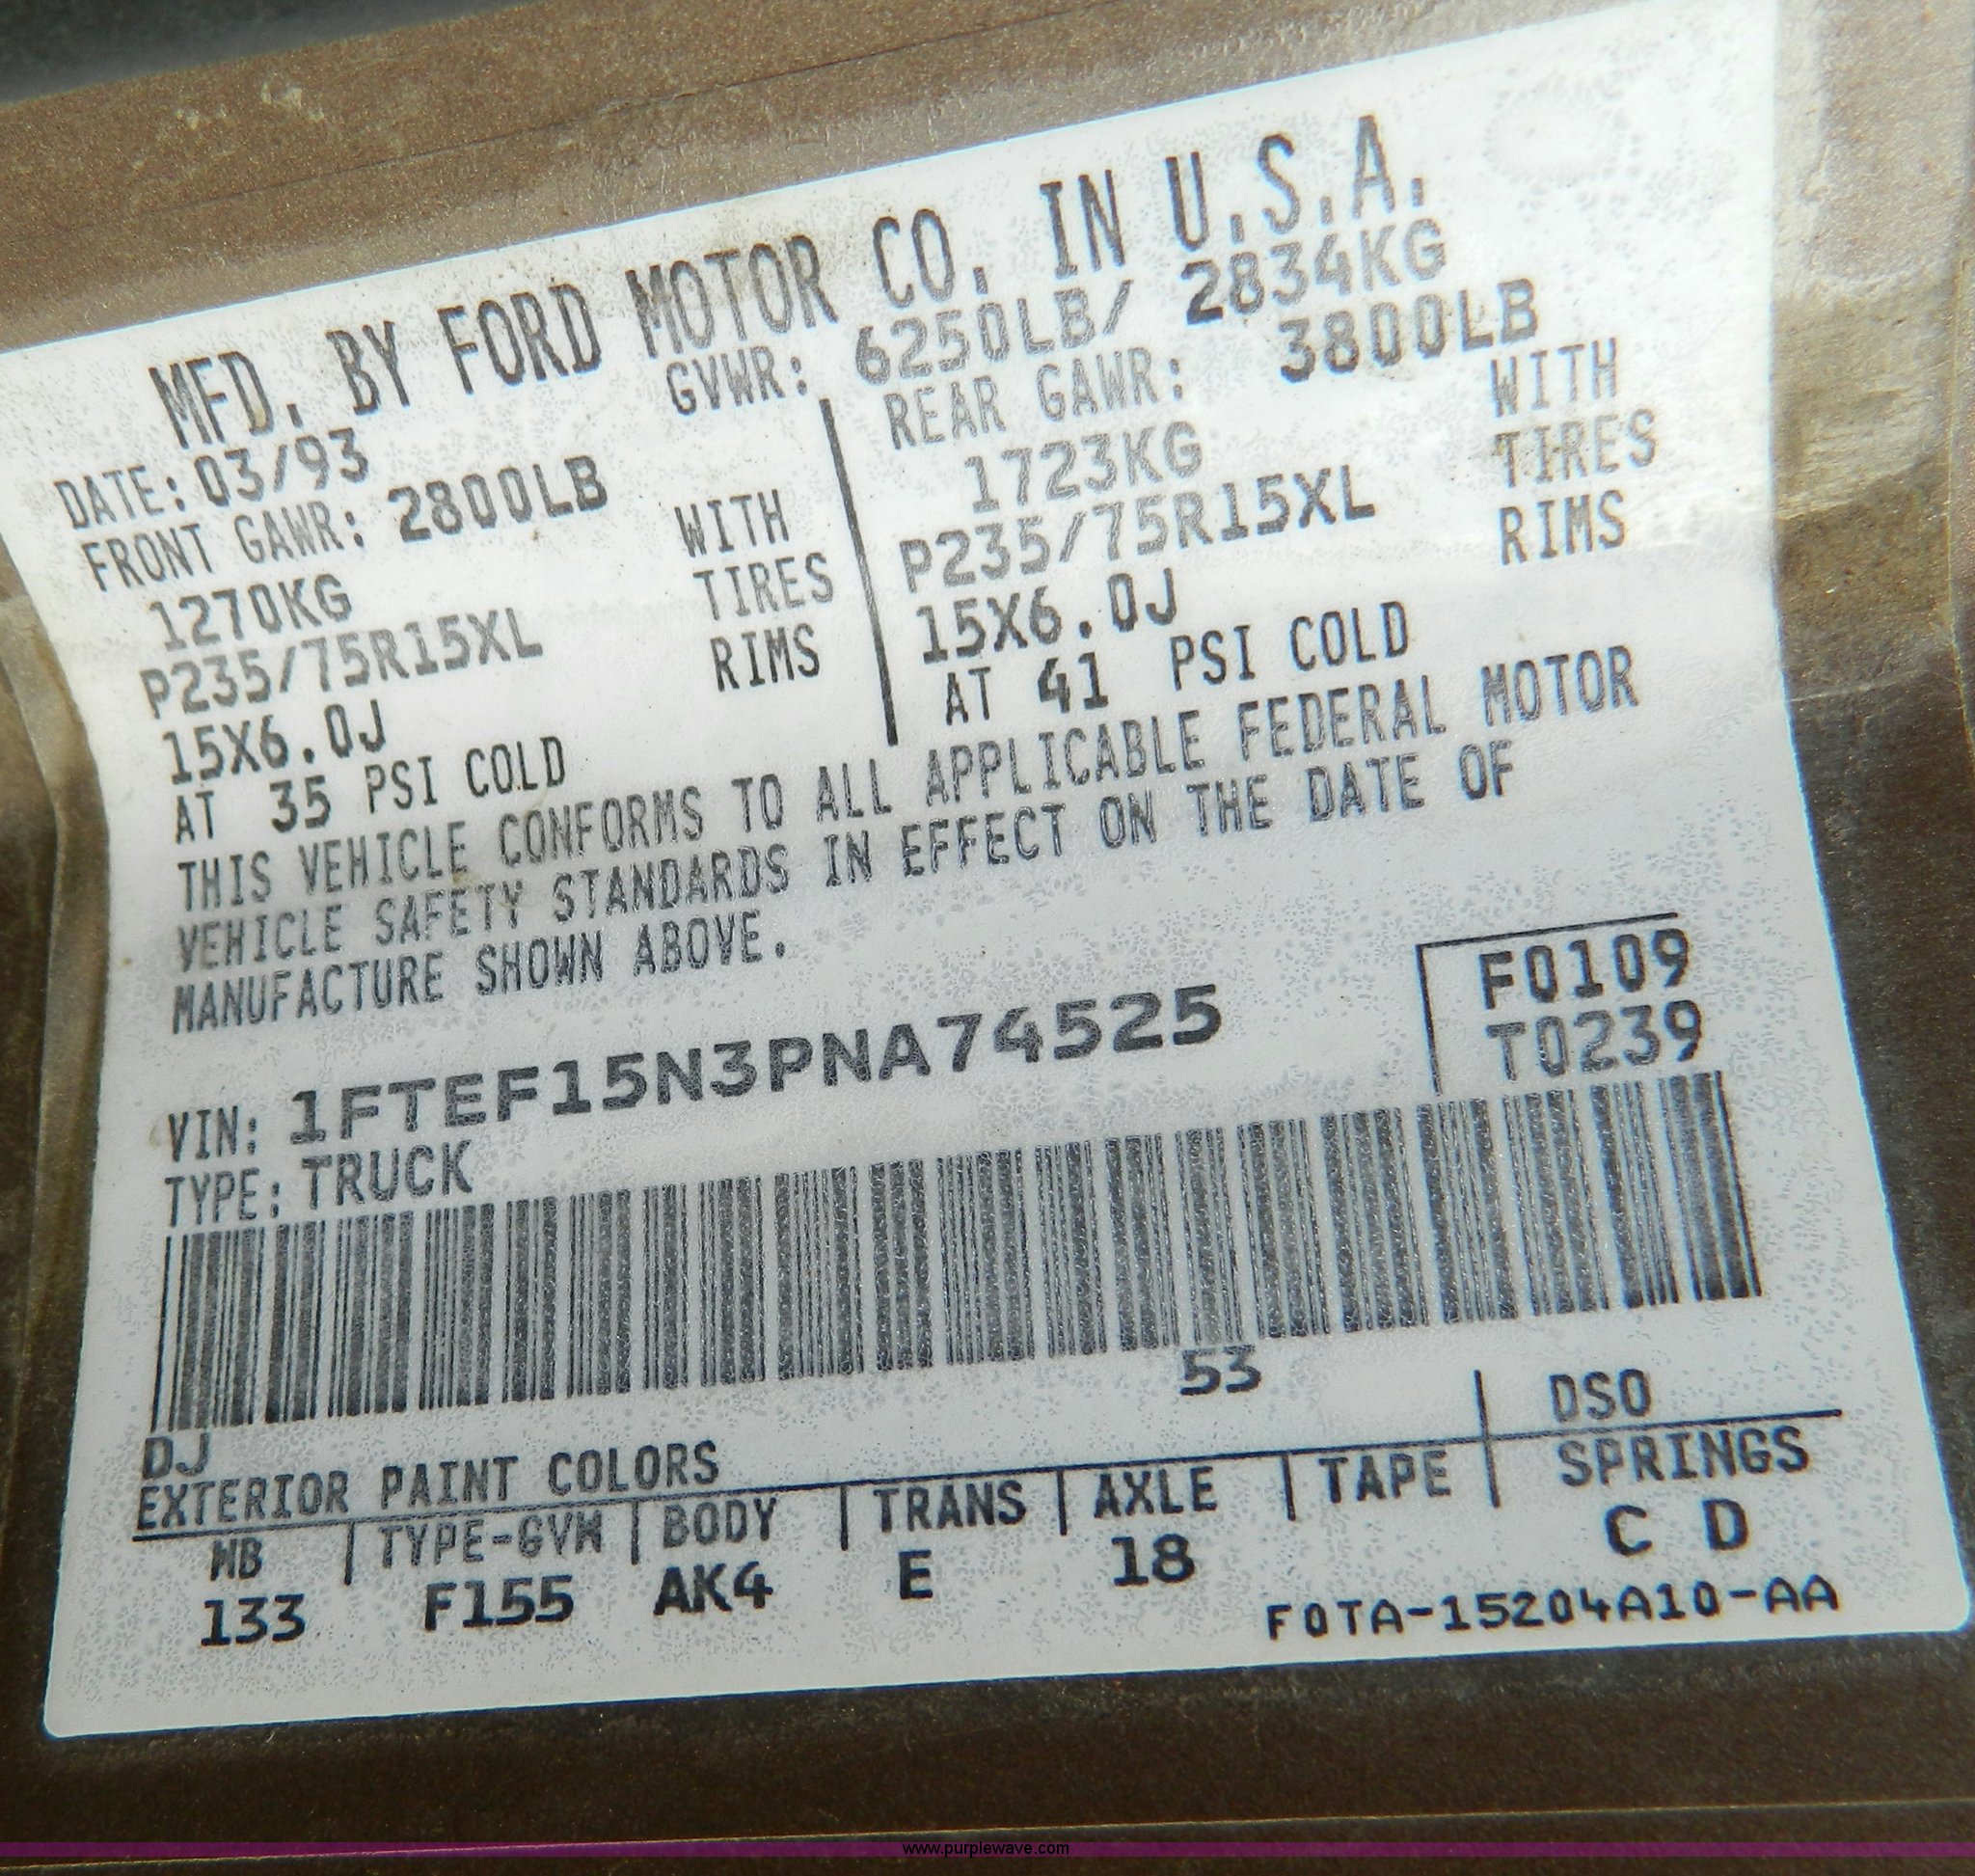 MFD. BY FORD MOTOR CO. IN U.S.A.
DATE: 03/93 GVWR: 6250LB/ 2834KG
FRONT GAWR: 2800LB
1270KG WITH
P235/75R15XL TIRES
15X6.0J RIMS
AT 35 PSI COLD
REAR GAWR: 3800LB
1723KG WITH
P235/75R15XL TIRES
15X6.0J RIMS
AT 41 PSI COLD
THIS VEHICLE CONFORMS TO ALL APPLICABLE FEDERAL MOTOR
VEHICLE SAFETY STANDARDS IN EFFECT ON THE DATE OF
MANUFACTURE SHOWN ABOVE.
F0109
T0239
VIN: 1FTEF15N3PNA74525
TYPE: TRUCK
53
DJ
EXTERIOR PAINT COLORS DSO
WB | TYPE-GVW | BODY | TRANS | AXLE | TAPE | SPRINGS
133 F155 AK4 E 18 C D
F0TA-15204A10-AA
www.purplewave.com